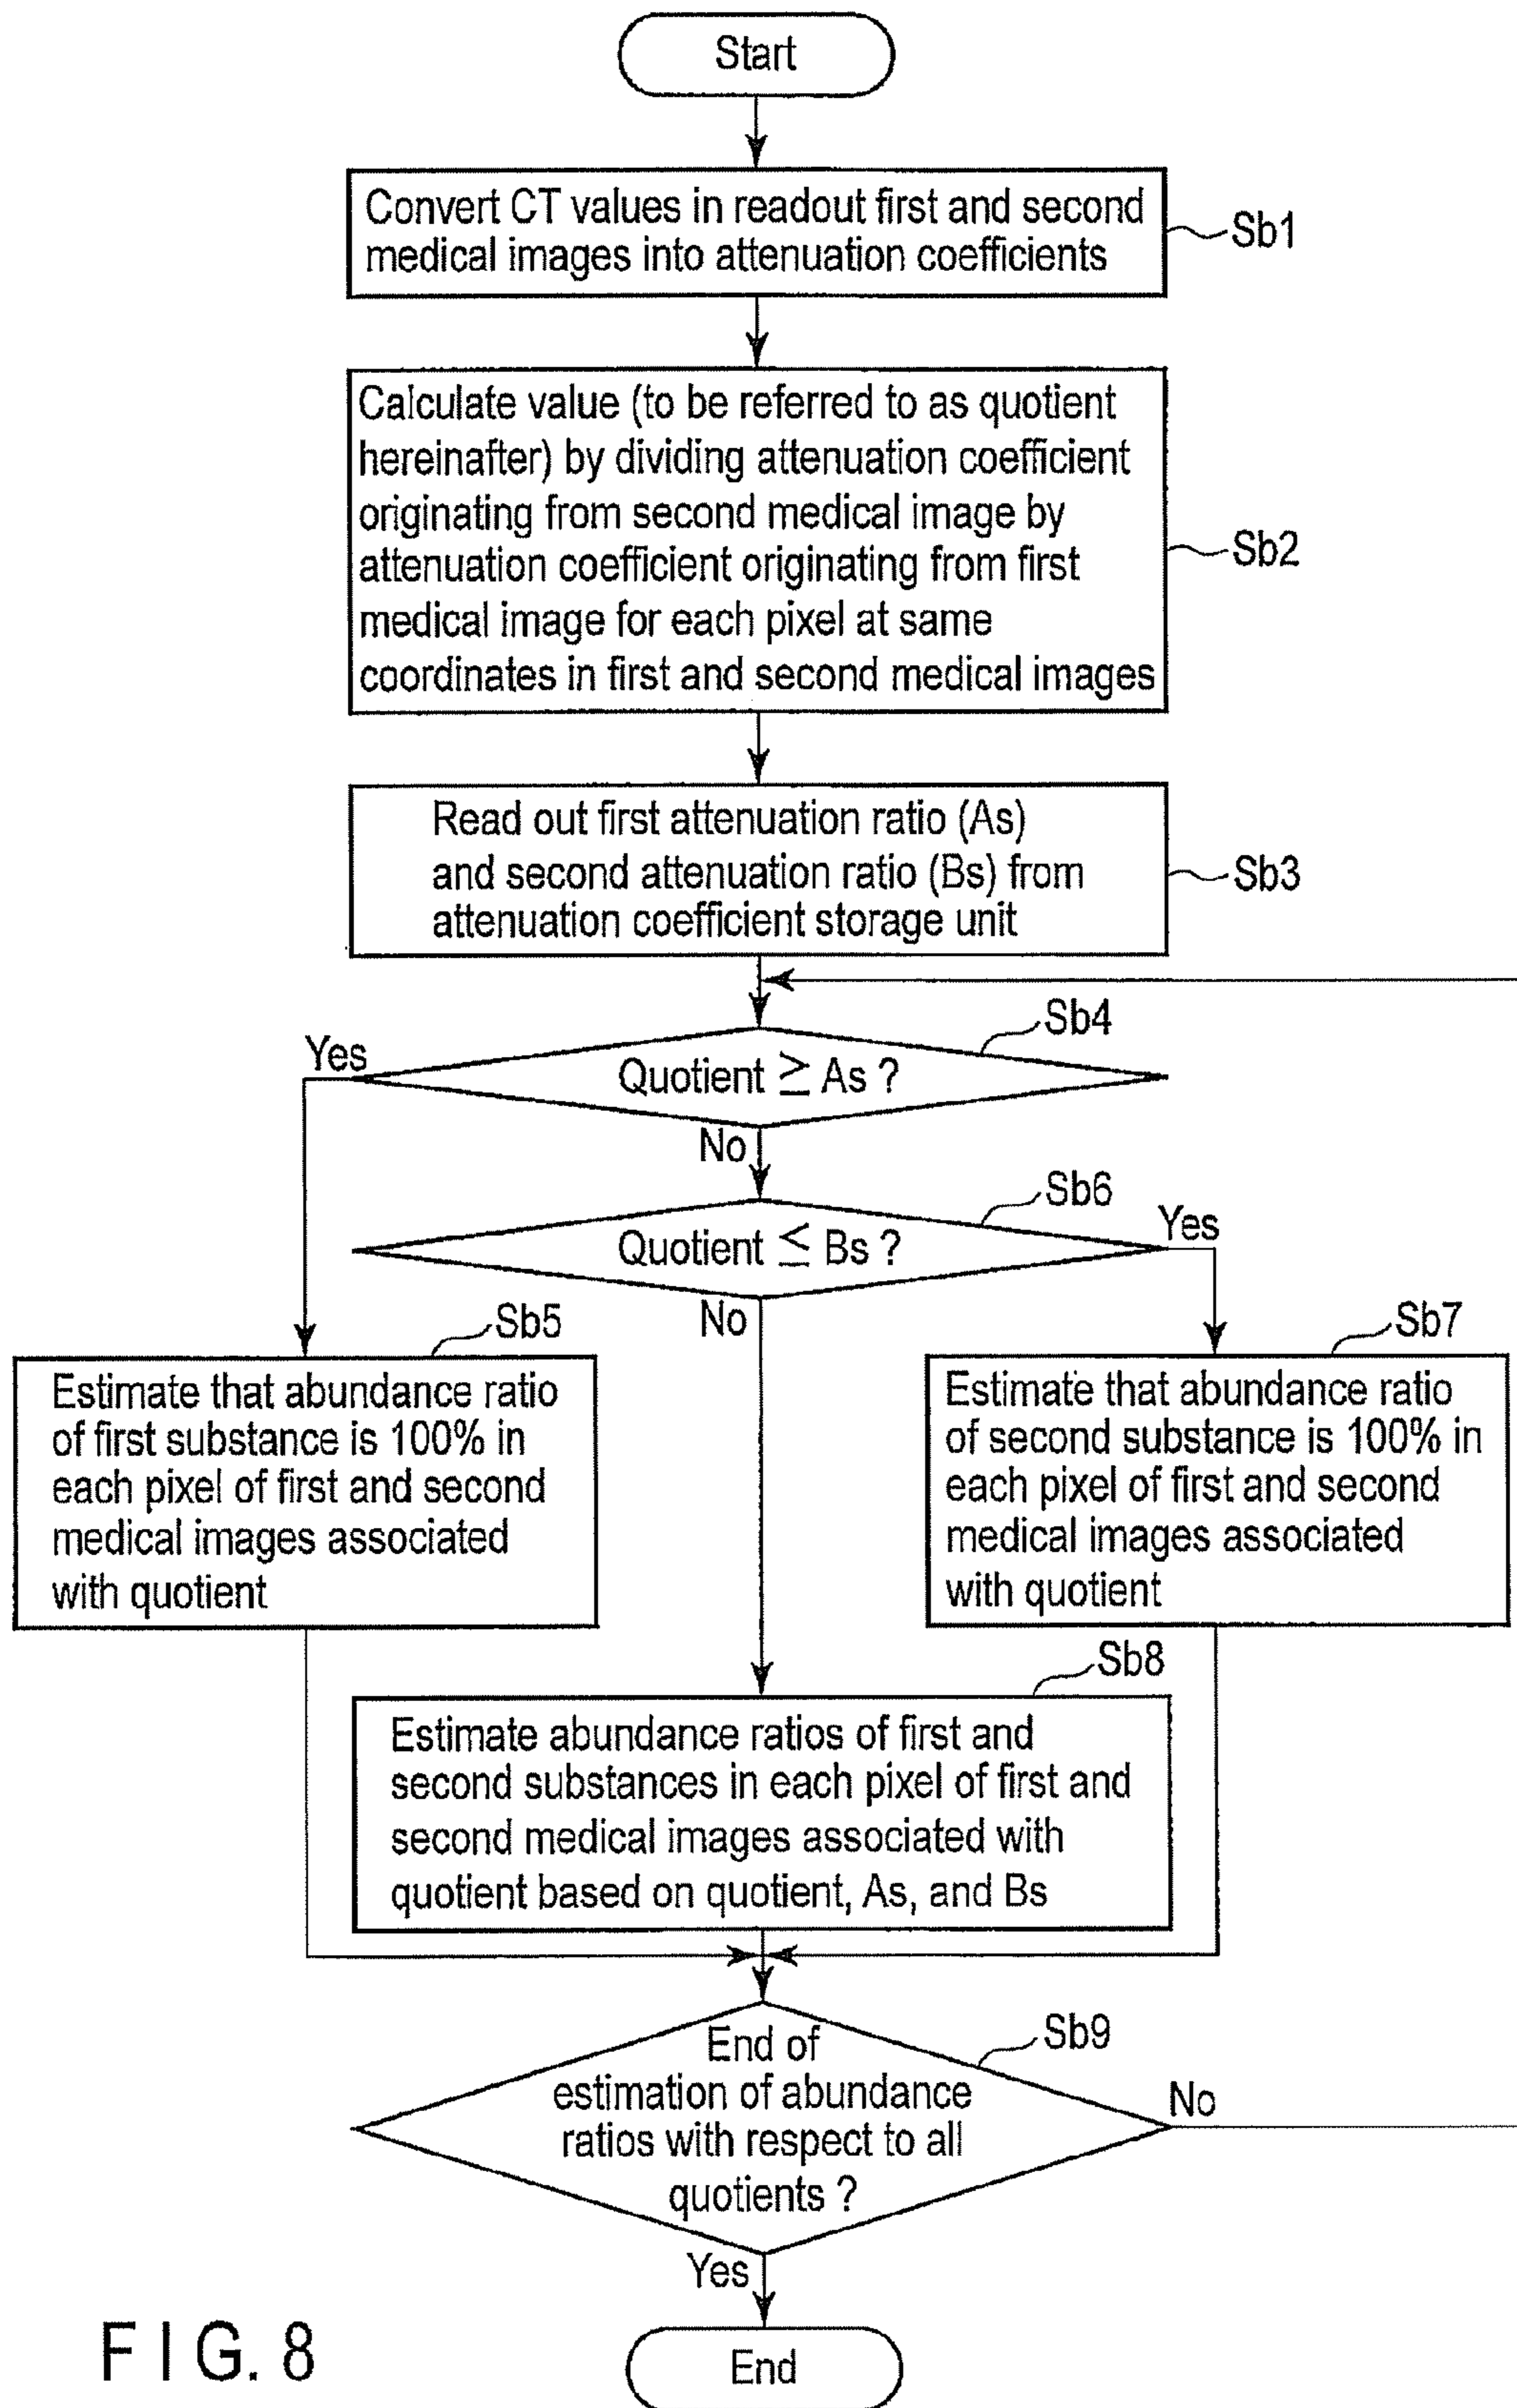 Start
Convert CT values in readout first and second
medical images into attenuation coefficients
Sb1
Calculate value (to be referred to as quotient
hereinafter) by dividing attenuation coefficient
originating from second medical image by
attenuation coefficient originating from first
medical image for each pixel at same
coordinates in first and second medical images
Sb2
Read out first attenuation ratio (As)
and second attenuation ratio (Bs) from
attenuation coefficient storage unit
Sb3
Sb4
Yes
Quotient ≧ As ?
No
Sb6
Yes
Quotient ≦ Bs ?
No
Sb5
Estimate that abundance ratio
of first substance is 100% in
each pixel of first and second
medical images associated
with quotient
Sb7
Estimate that abundance ratio
of second substance is 100% in
each pixel of first and second
medical images associated
with quotient
Sb8
Estimate abundance ratios of first and
second substances in each pixel of first and
second medical images associated with
quotient based on quotient, As, and Bs
Sb9
End of
estimation of abundance
ratios with respect to all
quotients ?
No
Yes
End
FIG. 8